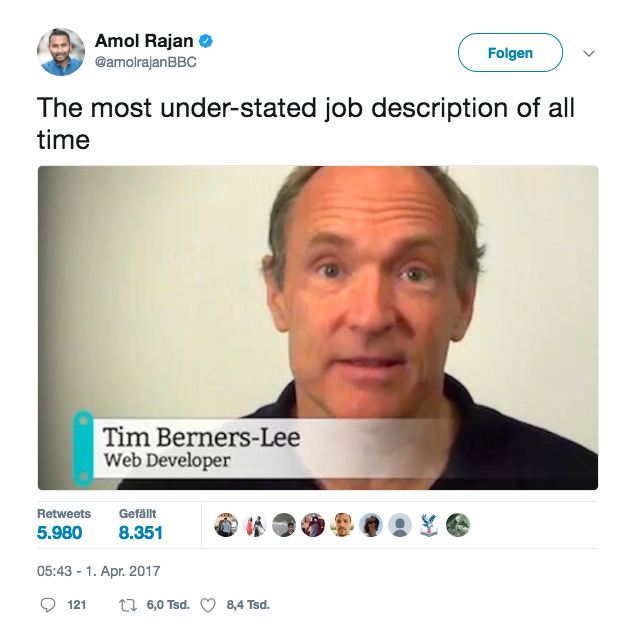 Amol Rajan
@amolrajanBBC
Folgen
The most under-stated job description of all
time
Tim Berners-Lee
Web Developer
Retweets Gefällt
5.980 8.351
05:43 - 1. Apr. 2017
121 6,0 Tsd. 8,4 Tsd.